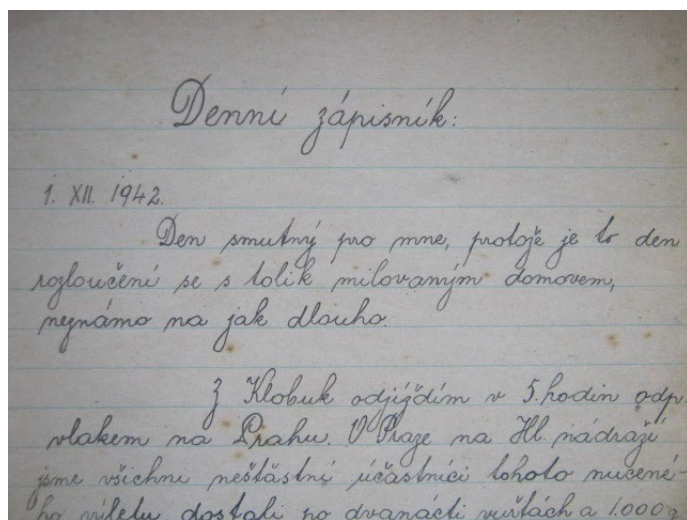 Denní zápisník:
1. XII. 1942.
Den smutný pro mne, protože je to den
rozloučení se s tolik milovaným domovem,
neznámo na jak dlouho.
Z Klobuk odjíždím v 5. hodin odp.
vlakem na Prahu. V Praze na Hl. nádraží
jsme všichni nešťastní účastníci tohoto nucené-
ho výletu dostali po dvanácti vuřtách a 1.000 g